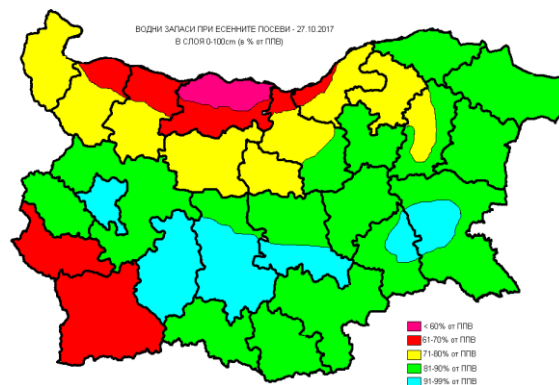 ВОДНИ ЗАПАСИ ПРИ ЕСЕННИТЕ ПОСЕВИ - 27.10.2017
В СЛОЯ 0-100cm (в % от ППВ)
< 60% от ППВ
61-70% от ППВ
71-80% от ППВ
81-90% от ППВ
91-99% от ППВ